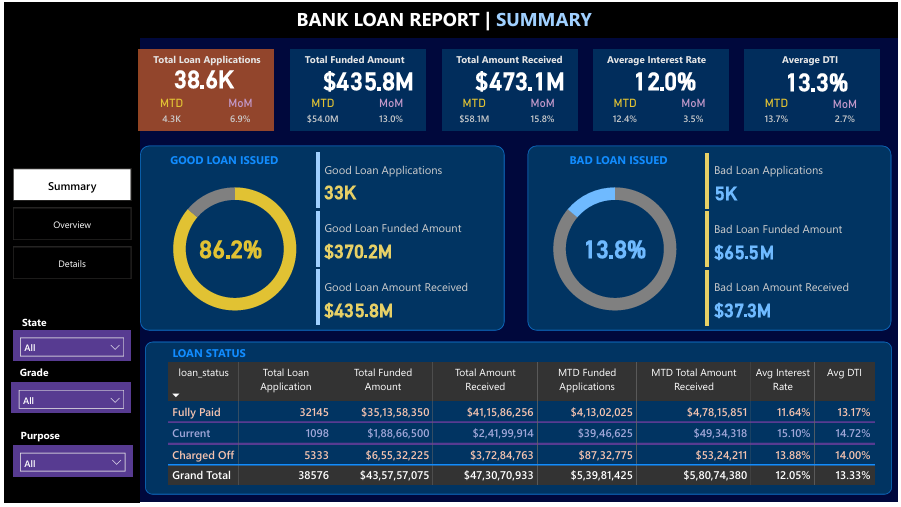 BANK LOAN REPORT | SUMMARY
Total Loan Applications
38.6K
MTD MoM
4.3K 6.9%
Total Funded Amount
$435.8M
MTD MoM
$54.0M 13.0%
Total Amount Received
$473.1M
MTD MoM
$58.1M 15.8%
Average Interest Rate
12.0%
MTD MoM
12.4% 3.5%
Average DTI
13.3%
MTD MoM
13.7% 2.7%
Summary
Overview
Details
State
All
Grade
All
Purpose
All
GOOD LOAN ISSUED
86.2%
Good Loan Applications
33K
Good Loan Funded Amount
$370.2M
Good Loan Amount Received
$435.8M
BAD LOAN ISSUED
13.8%
Bad Loan Applications
5K
Bad Loan Funded Amount
$65.5M
Bad Loan Amount Received
$37.3M
LOAN STATUS
loan_status Total Loan Application Total Funded Amount Total Amount Received MTD Funded Applications MTD Total Amount Received Avg Interest Rate Avg DTI
Fully Paid 32145 $35,13,58,350 $41,15,86,256 $4,13,02,025 $4,78,15,851 11.64% 13.17%
Current 1098 $1,88,66,500 $2,41,99,914 $39,46,625 $49,34,318 15.10% 14.72%
Charged Off 5333 $6,55,32,225 $3,72,84,763 $87,32,775 $53,24,211 13.88% 14.00%
Grand Total 38576 $43,57,57,075 $47,30,70,933 $5,39,81,425 $5,80,74,380 12.05% 13.33%